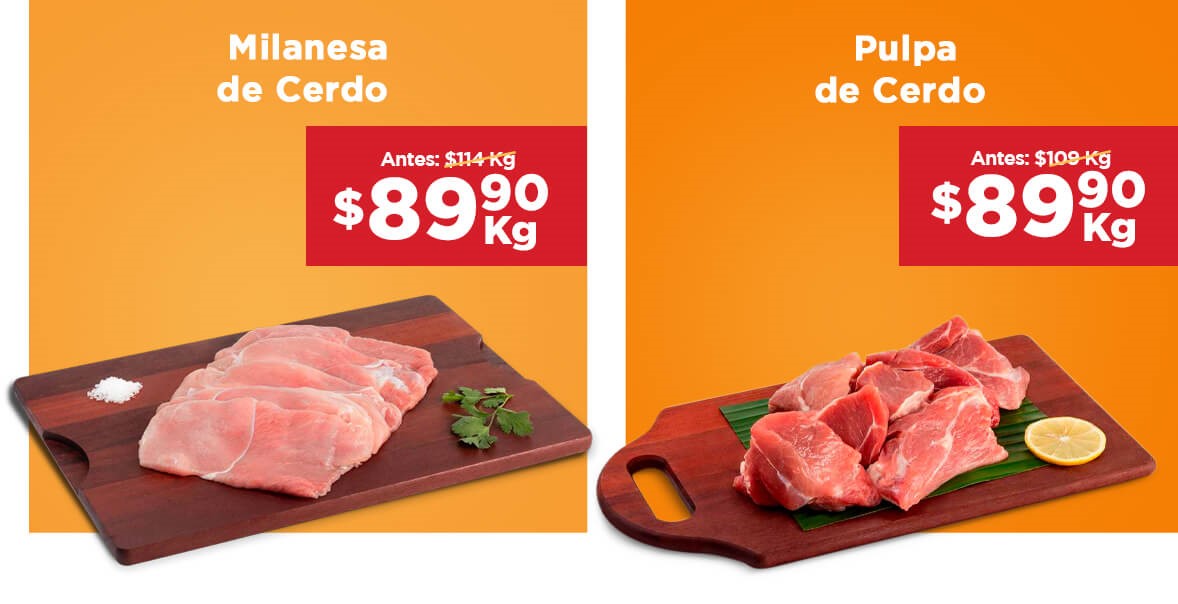 Milanesa
de Cerdo
Antes: $114 Kg
$89 90
Kg
Pulpa
de Cerdo
Antes: $109 Kg
$89 90
Kg